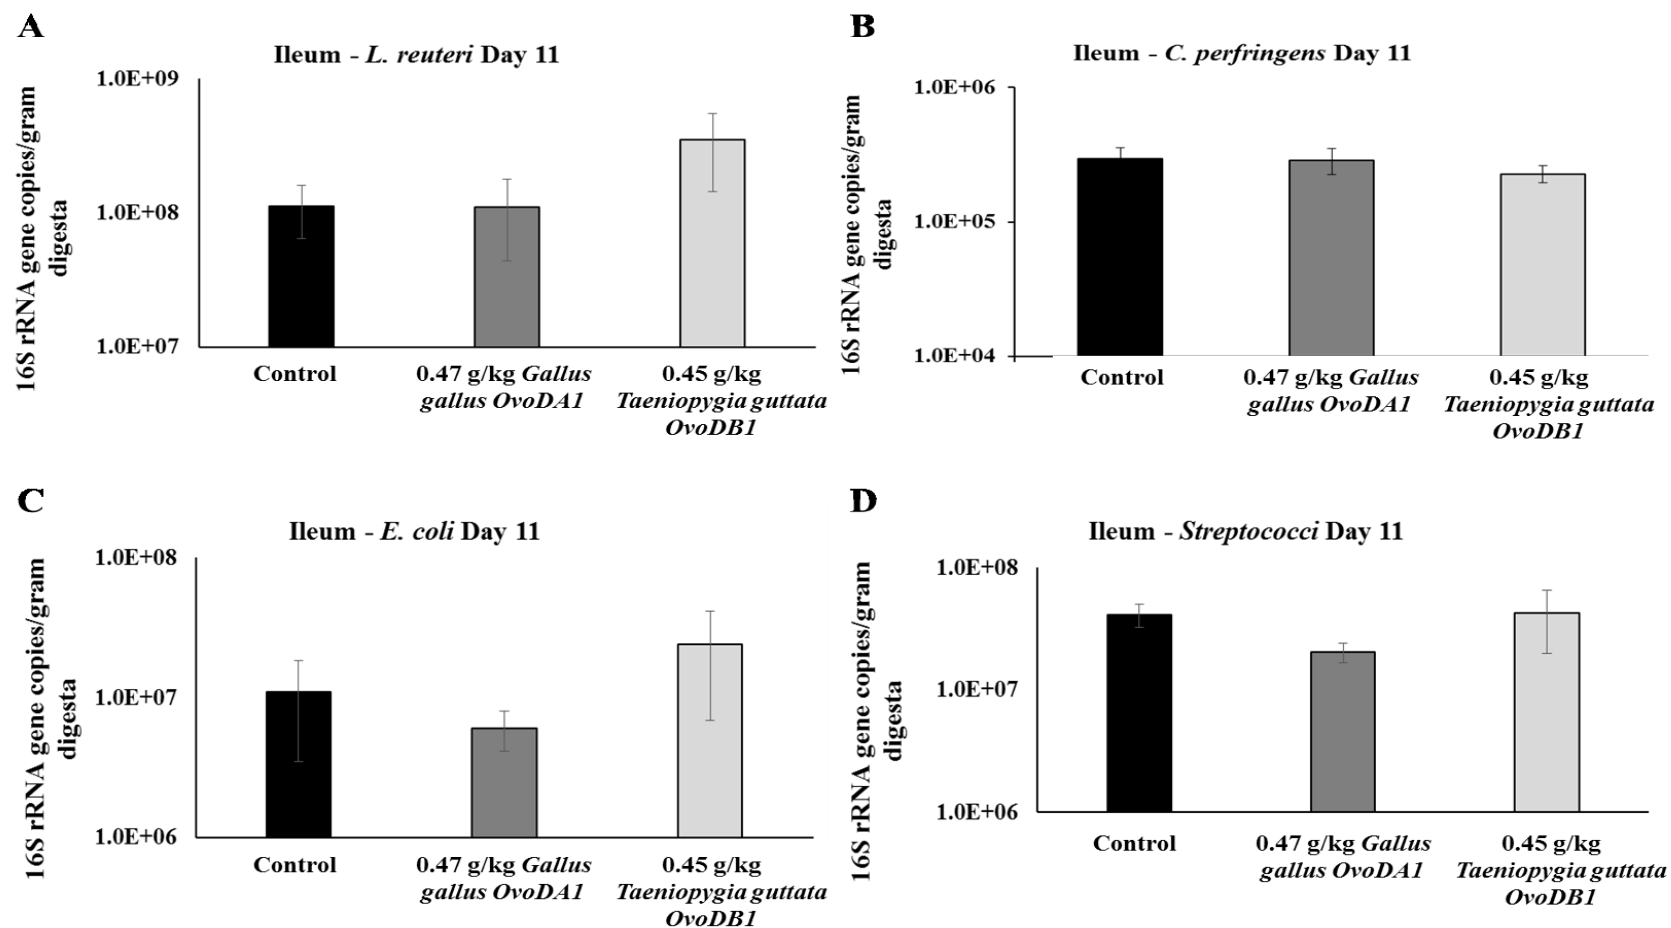 A
Ileum - L. reuteri Day 11
16S rRNA gene copies/gram
digesta
1.0E+09
1.0E+08
1.0E+07
Control
0.47 g/kg Gallus
gallus OvoDA1
0.45 g/kg
Taeniopygia guttata
OvoDB1
B
Ileum - C. perfringens Day 11
16S rRNA gene copies/gram
digesta
1.0E+06
1.0E+05
1.0E+04
Control
0.47 g/kg Gallus
gallus OvoDA1
0.45 g/kg
Taeniopygia guttata
OvoDB1
C
Ileum - E. coli Day 11
16S rRNA gene copies/gram
digesta
1.0E+08
1.0E+07
1.0E+06
Control
0.47 g/kg Gallus
gallus OvoDA1
0.45 g/kg
Taeniopygia guttata
OvoDB1
D
Ileum - Streptococci Day 11
16S rRNA gene copies/gram
digesta
1.0E+08
1.0E+07
1.0E+06
Control
0.47 g/kg Gallus
gallus OvoDA1
0.45 g/kg
Taeniopygia guttata
OvoDB1